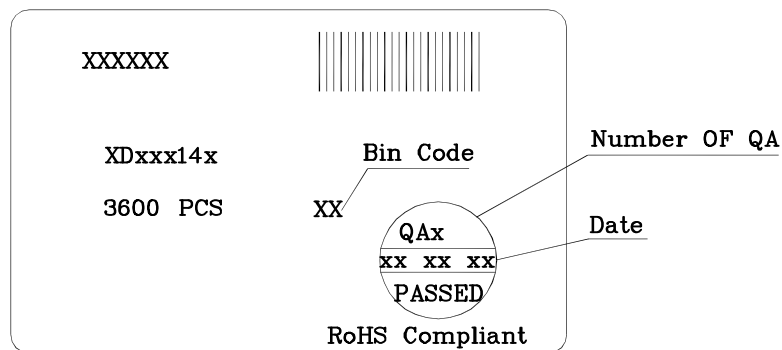 XXXXXX
XDxxx14x
Bin Code
Number OF QA
3600 PCS
XX
QAx
Date
xx xx xx
PASSED
RoHS Compliant